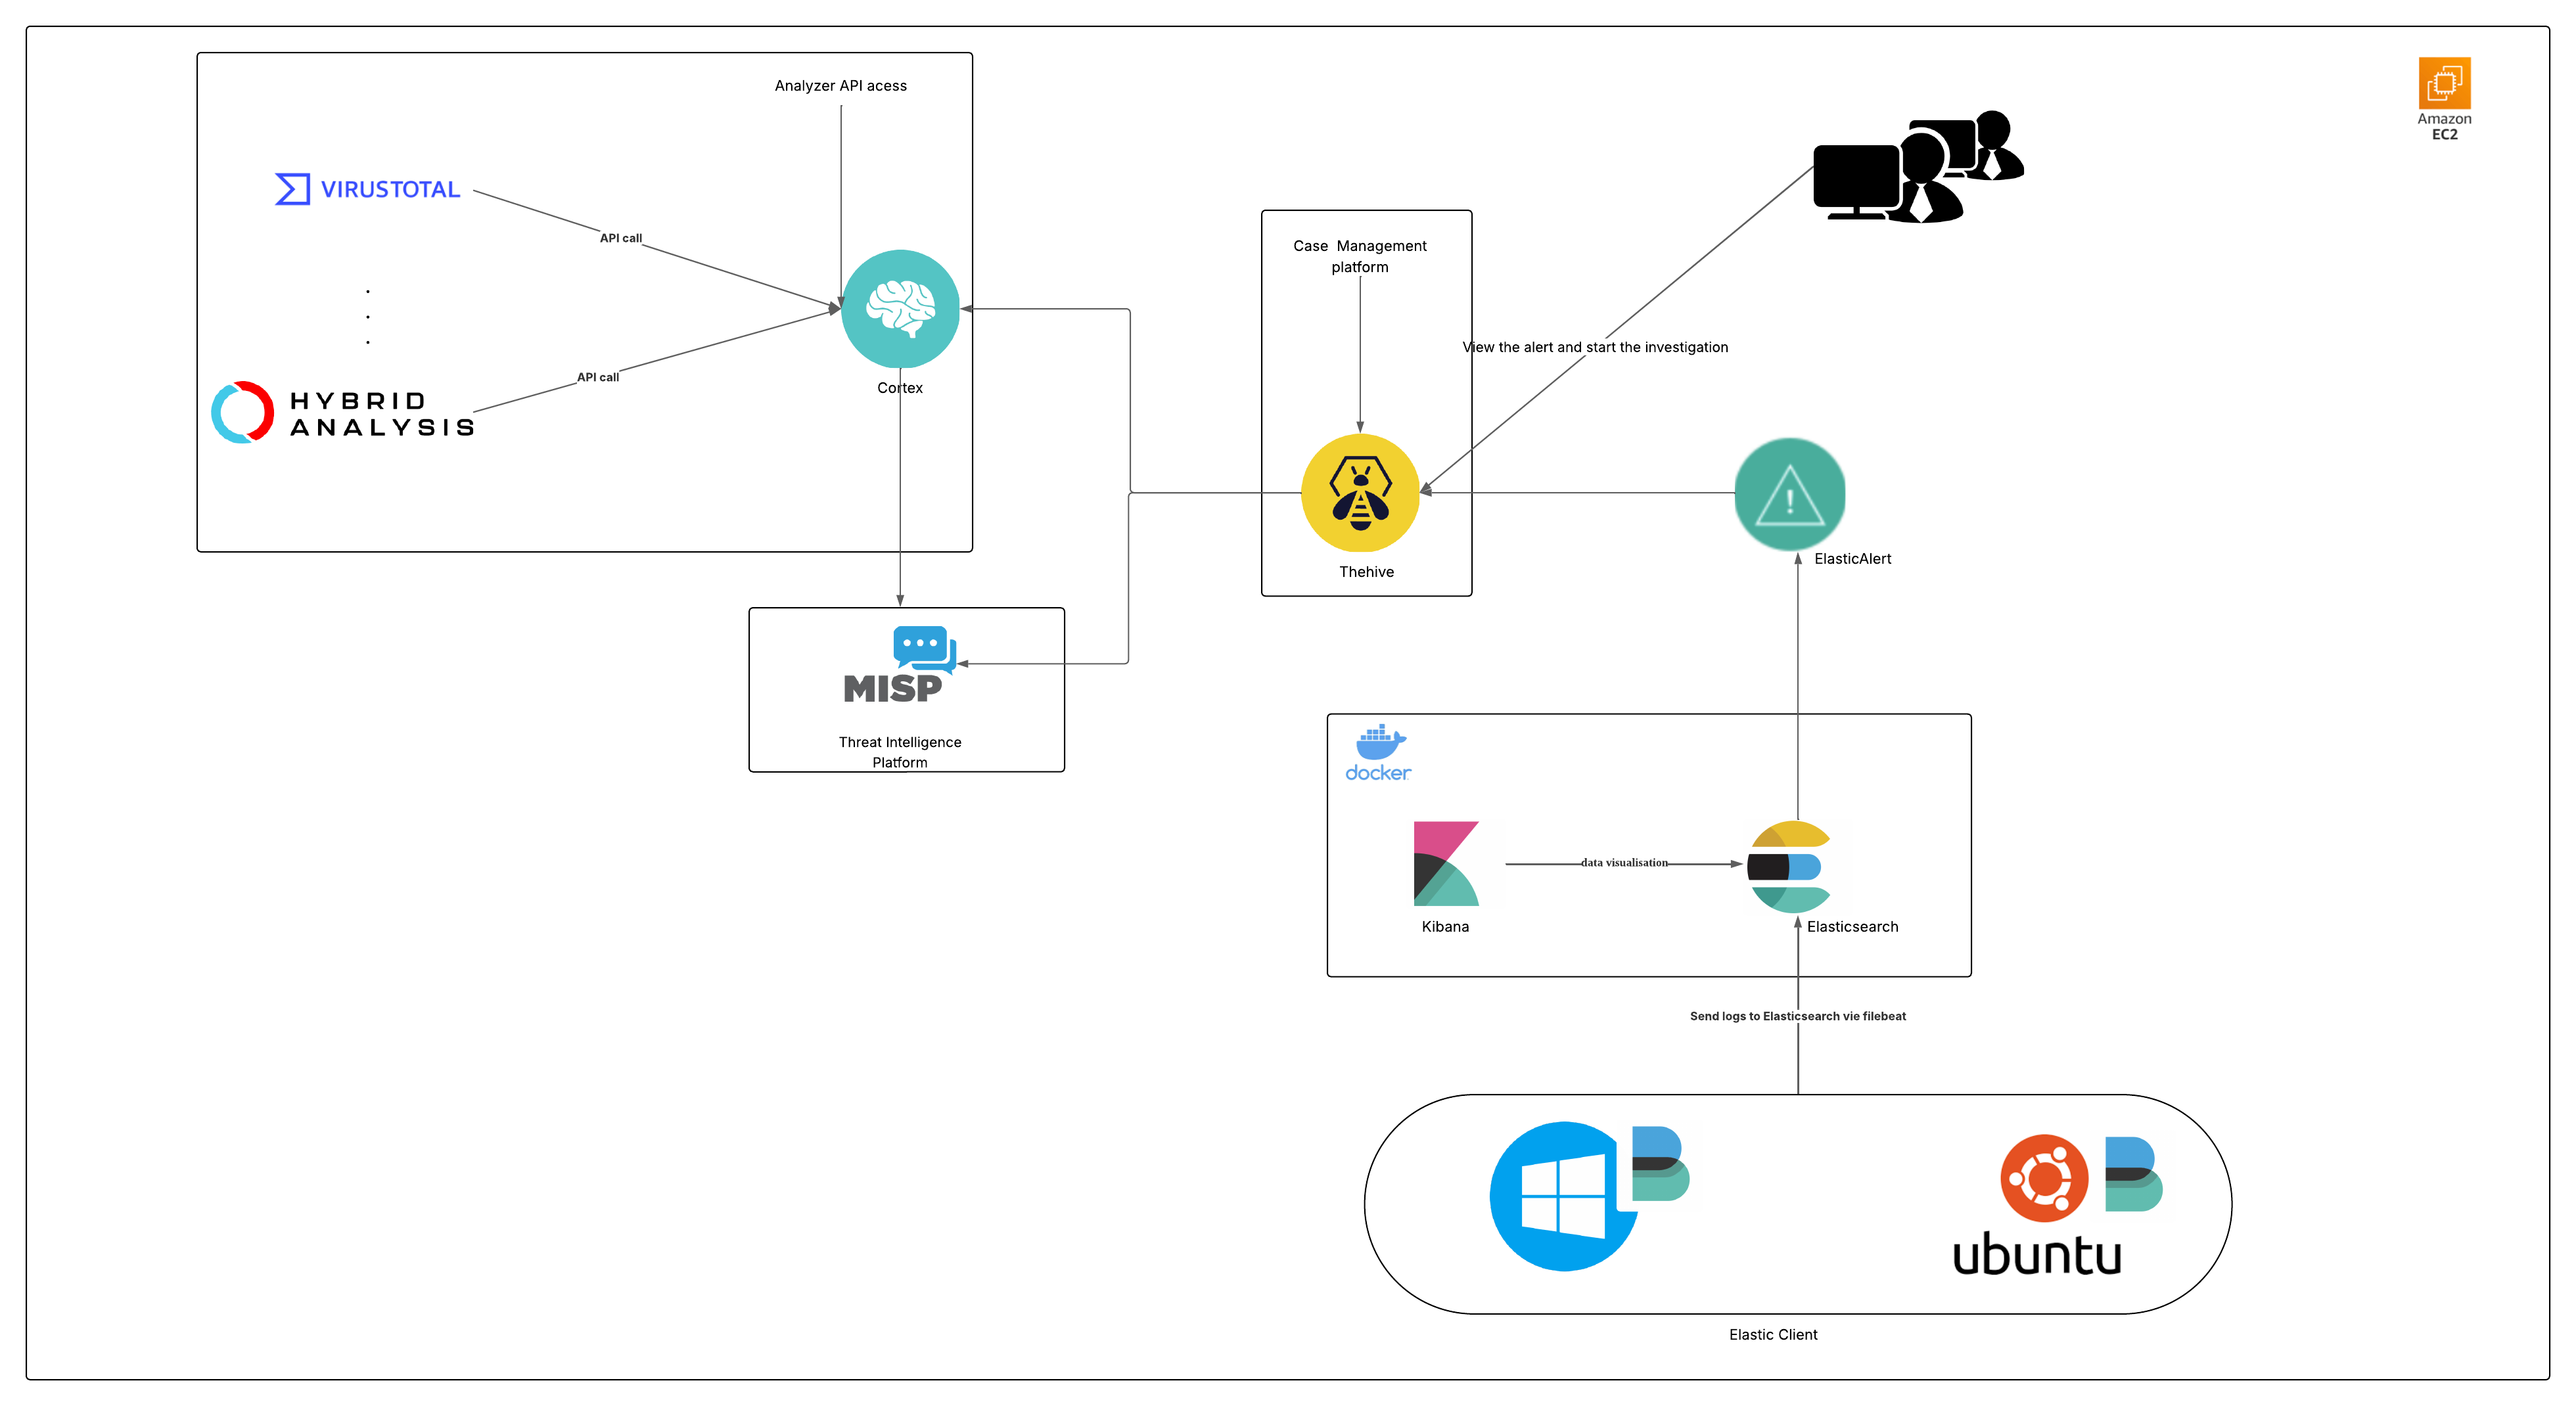 Analyzer API acess
Amazon
EC2
VIRUSTOTAL
API call
Case  Management
platform
View the alert and start the investigation
API call
Cortex
HYBRID
ANALYSIS
Thehive
ElasticAlert
MISP
Threat Intelligence
Platform
docker
data visualisation
Kibana
Elasticsearch
Send logs to Elasticsearch vie filebeat
ubuntu
Elastic Client